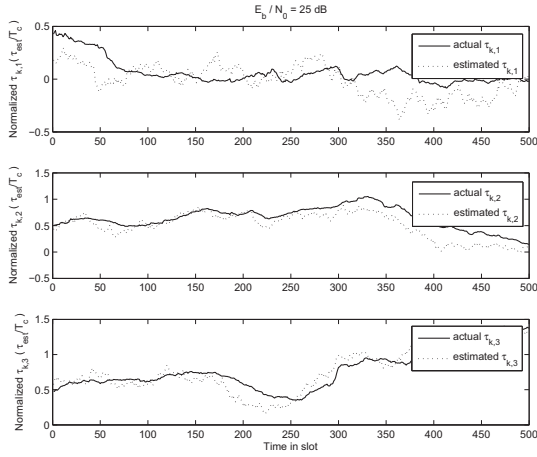 E_b / N_0 = 25 dB
Normalized τ_k,1 ( τ_est/T_c )
0.5
0
−0.5
actual τ_k,1
estimated τ_k,1
0 50 100 150 200 250 300 350 400 450 500
Normalized τ_k,2 ( τ_est/T_c )
1.5
1
0.5
0
−0.5
actual τ_k,2
estimated τ_k,2
0 50 100 150 200 250 300 350 400 450 500
Normalized τ_k,3 ( τ_est/T_c )
1.5
1
0.5
0
actual τ_k,3
estimated τ_k,3
0 50 100 150 200 250 300 350 400 450 500
Time in slot